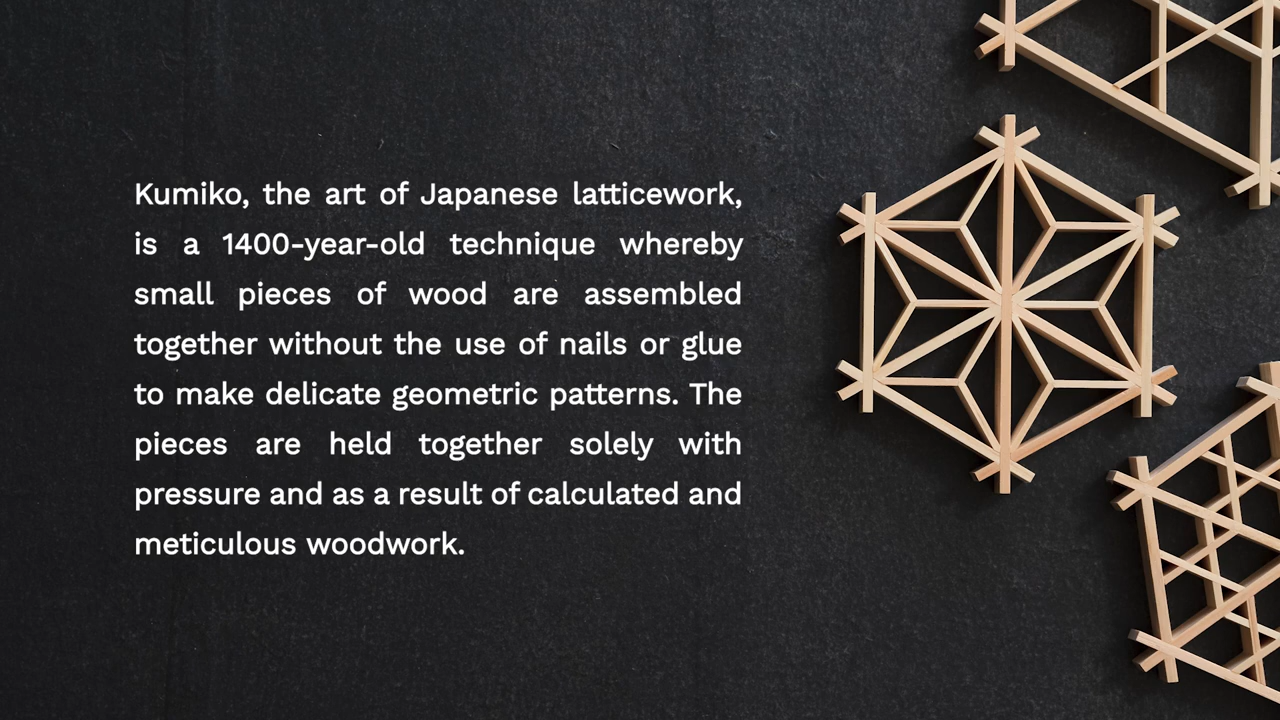 Kumiko, the art of Japanese latticework,
is a 1400-year-old technique whereby
small pieces of wood are assembled
together without the use of nails or glue
to make delicate geometric patterns. The
pieces are held together solely with
pressure and as a result of calculated and
meticulous woodwork.